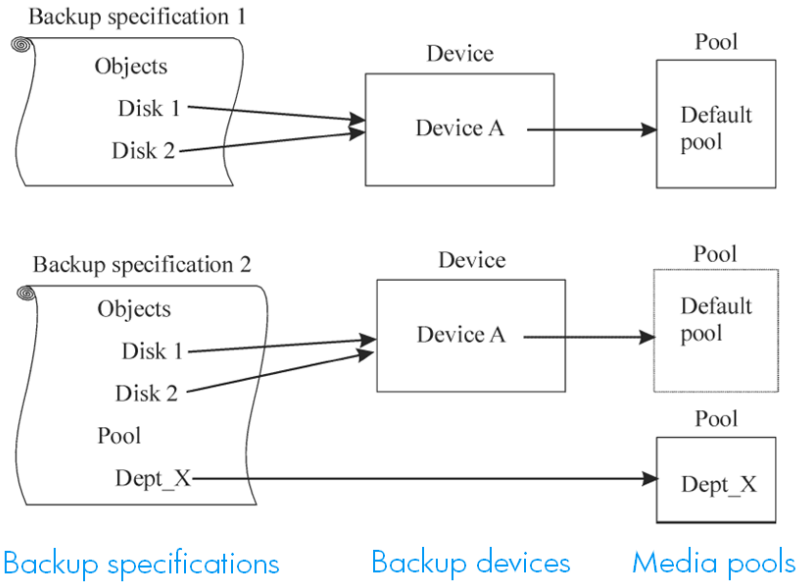 Backup specification 1
Objects
Disk 1
Disk 2
Device
Device A
Pool
Default
pool
Backup specification 2
Objects
Disk 1
Disk 2
Pool
Dept_X
Device
Device A
Pool
Default
pool
Pool
Dept_X
Backup specifications
Backup devices
Media pools